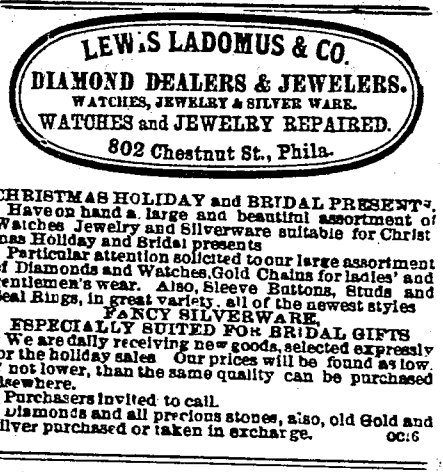 LEWIS LADOMUS & CO.
DIAMOND DEALERS & JEWELERS.
WATCHES, JEWELRY & SILVER WARE.
WATCHES and JEWELRY REPAIRED.
802 Chestnut St., Phila.
CHRISTMAS HOLIDAY and BRIDAL PRESENTS.
Have on hand a large and beautiful assortment of
Watches Jewelry and Silverware suitable for Christ
mas Holiday and Bridal presents
Particular attention solicited to our large assortment
of Diamonds and Watches, Gold Chains for ladies' and
gentlemen's wear. Also, Sleeve Buttons, Studs and
Seal Rings, in great variety, all of the newest styles
FANCY SILVERWARE,
ESPECIALLY SUITED FOR BRIDAL GIFTS
We are daily receiving new goods, selected expressly
for the holiday sales Our prices will be found as low.
if not lower, than the same quality can be purchased
elsewhere.
Purchasers invited to call.
Diamonds and all precious stones, also, old Gold and
Silver purchased or taken in exchange. oc16